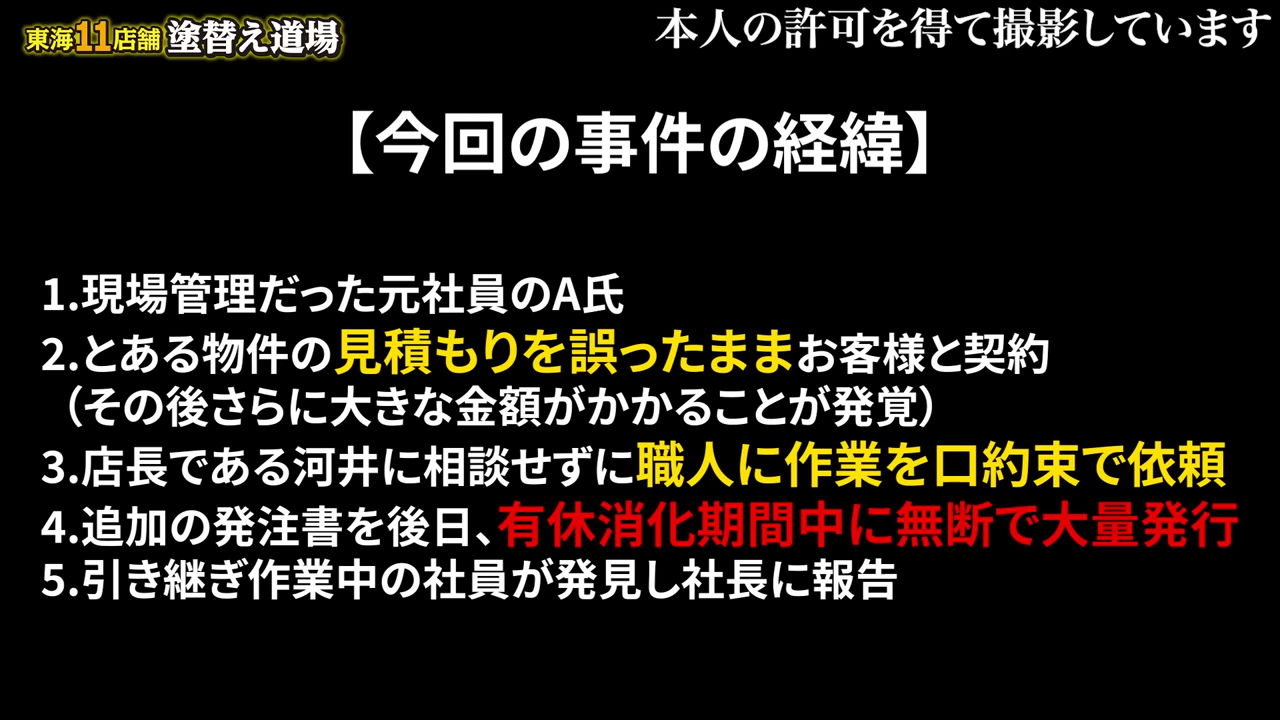 東海11店舗 塗替え道場
本人の許可を得て撮影しています
【今回の事件の経緯】
1.現場管理だった元社員のA氏
2.とある物件の見積もりを誤ったままお客様と契約
（その後さらに大きな金額がかかることが発覚）
3.店長である河井に相談せずに職人に作業を口約束で依頼
4.追加の発注書を後日、有休消化期間中に無断で大量発行
5.引き継ぎ作業中の社員が発見し社長に報告